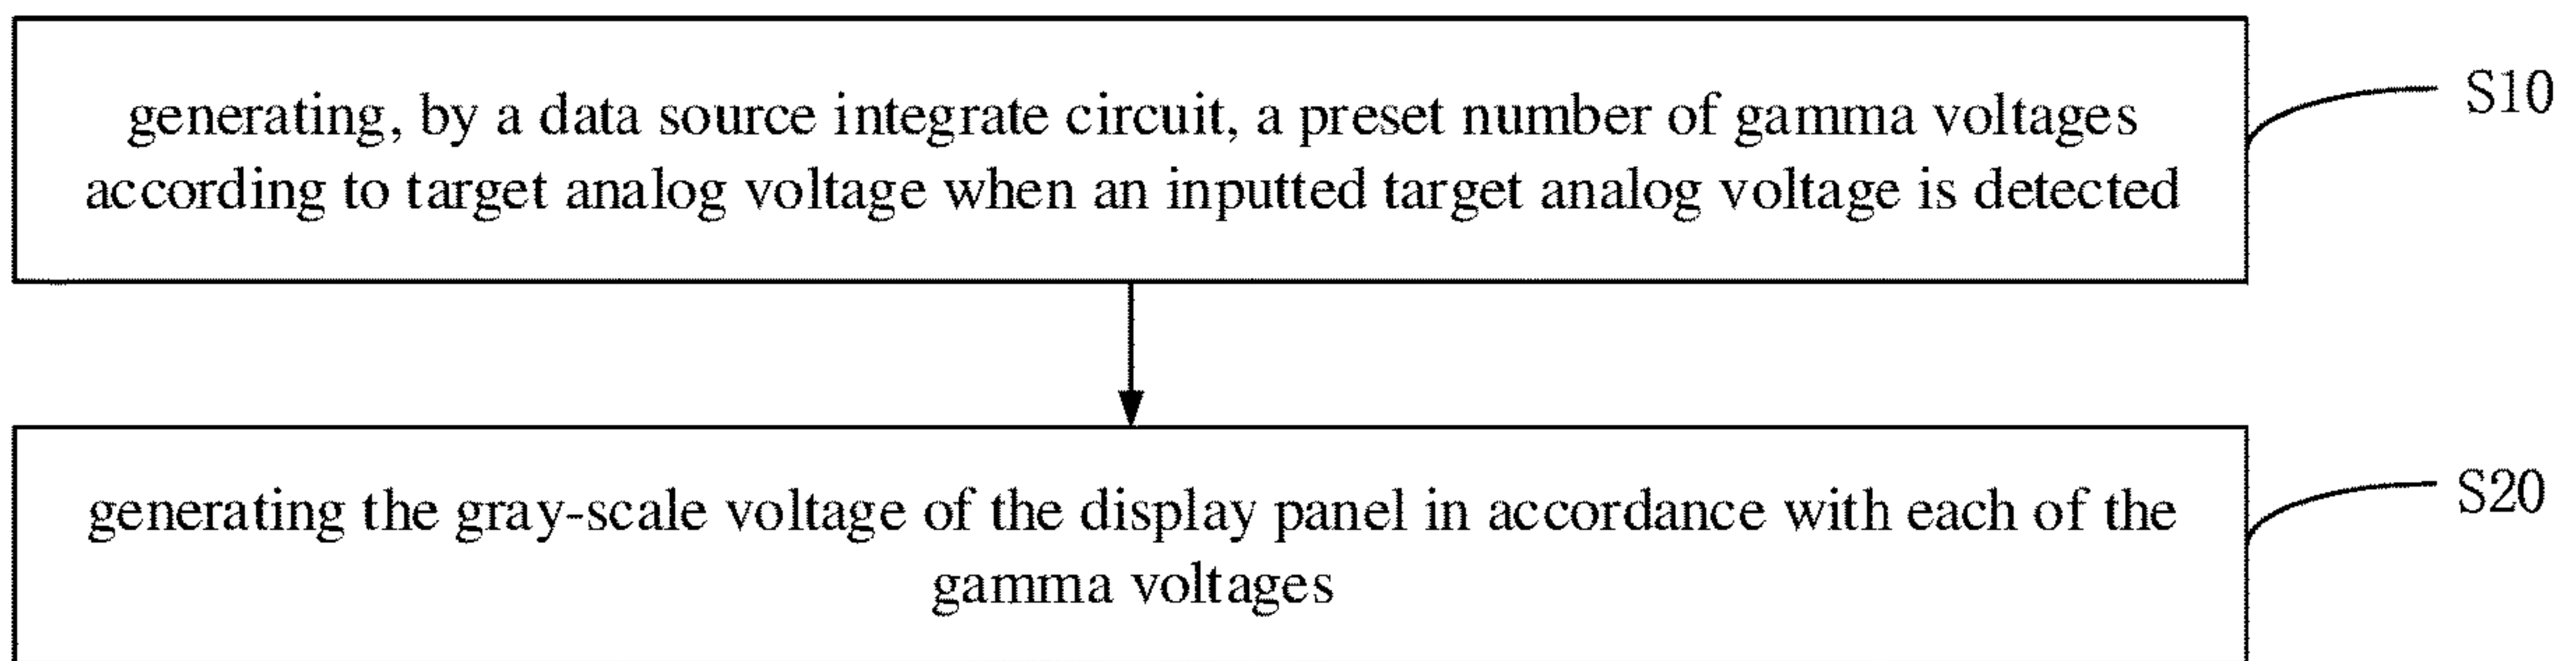 generating, by a data source integrate circuit, a preset number of gamma voltages
according to target analog voltage when an inputted target analog voltage is detected
S10
generating the gray-scale voltage of the display panel in accordance with each of the
gamma voltages
S20